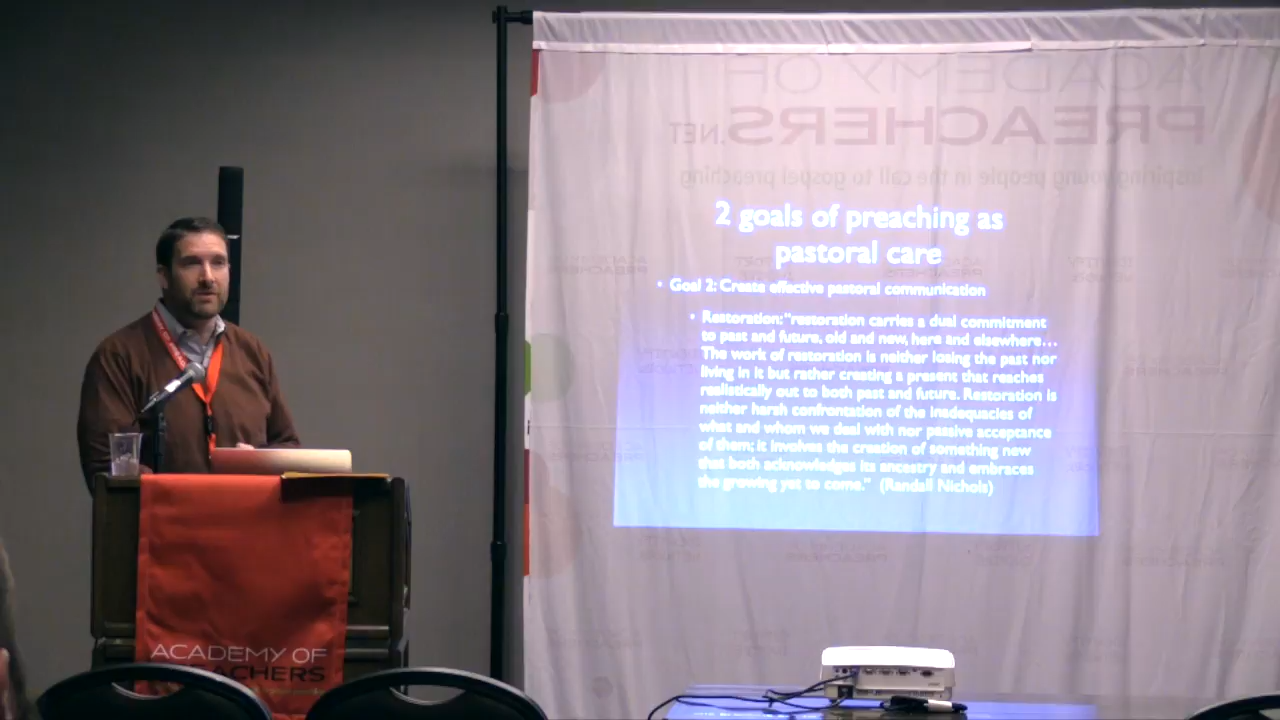 ACADEMY OF
PREACHERS.NET
inspiring young people in the call to gospel preaching
2 goals of preaching as
pastoral care
• Goal 2: Create effective pastoral communication
• Restoration: "restoration carries a dual commitment
to past and future, old and new, here and elsewhere…
The work of restoration is neither losing the past nor
living in it but rather creating a present that reaches
realistically out to both past and future. Restoration is
neither harsh confrontation of the inadequacies of
what and whom we deal with nor passive acceptance
of them; it involves the creation of something new
that both acknowledges its ancestry and embraces
the growing yet to come." (Randall Nichols)
ACADEMY OF
PREACHERS